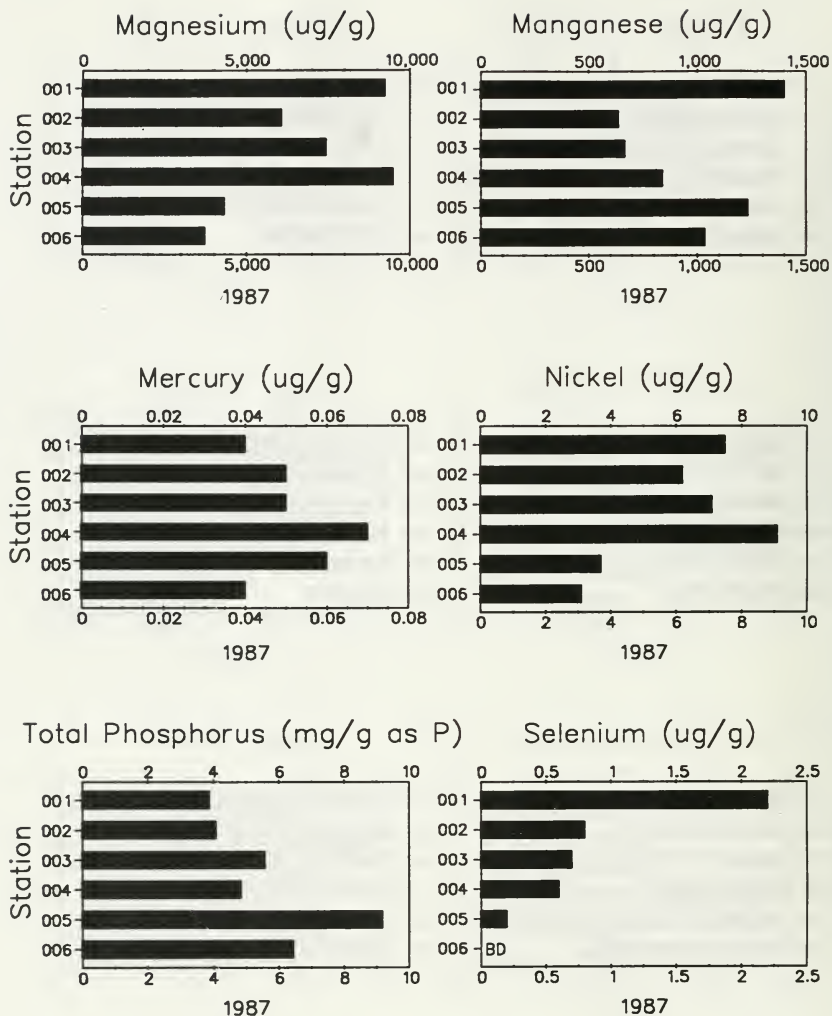 Magnesium (ug/g)
0 5,000 10,000
Station
001
002
003
004
005
006
0 5,000 10,000
1987
Manganese (ug/g)
0 500 1,000 1,500
001
002
003
004
005
006
0 500 1,000 1,500
1987
Mercury (ug/g)
0 0.02 0.04 0.06 0.08
Station
001
002
003
004
005
006
0 0.02 0.04 0.06 0.08
1987
Nickel (ug/g)
0 2 4 6 8 10
001
002
003
004
005
006
0 2 4 6 8 10
1987
Total Phosphorus (mg/g as P)
0 2 4 6 8 10
Station
001
002
003
004
005
006
0 2 4 6 8 10
1987
Selenium (ug/g)
0 0.5 1 1.5 2 2.5
001
002
003
004
005
006 BD
0 0.5 1 1.5 2 2.5
1987